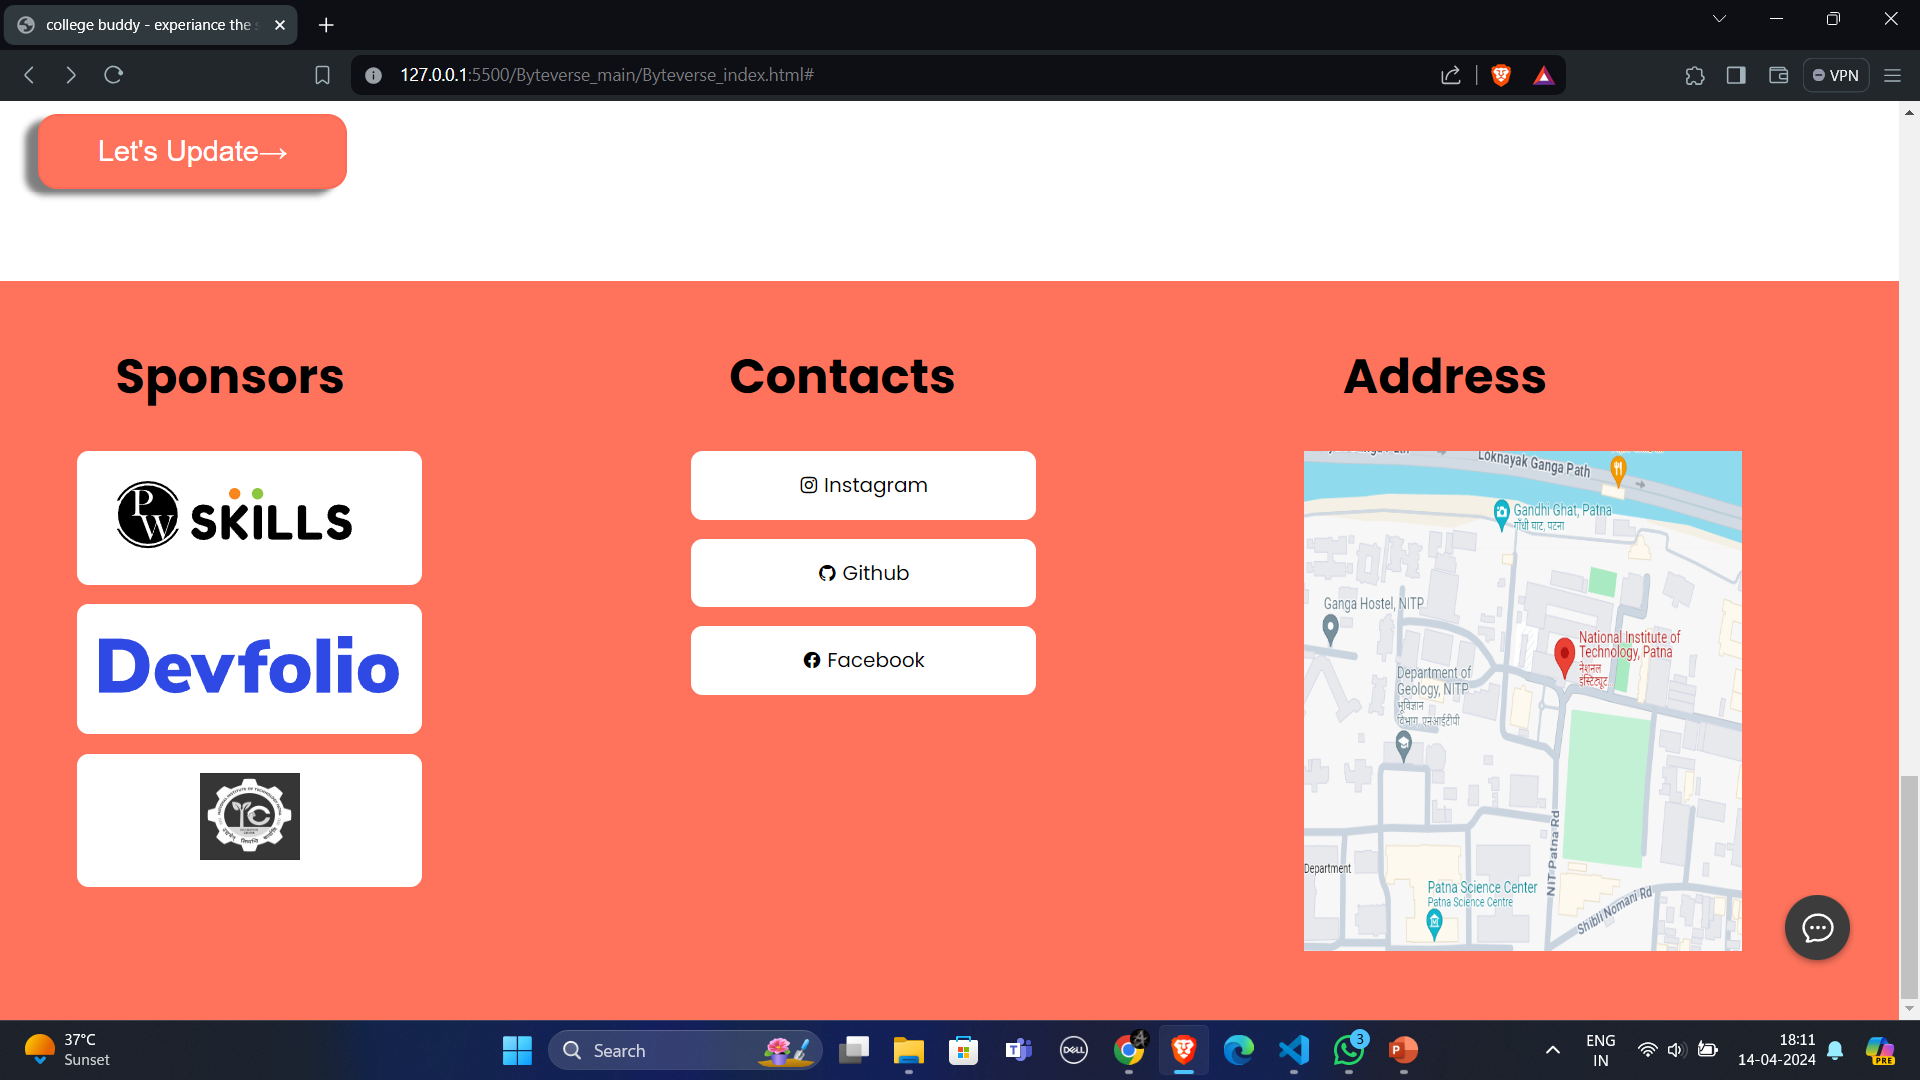 college buddy - experiance the
127.0.0.1:5500/Byteverse_main/Byteverse_index.html#
VPN
Let's Update→
Sponsors
Contacts
Address
PW SKILLS
Devfolio
Instagram
Github
Facebook
Loknayak Ganga Path
Gandhi Ghat, Patna
गाँधी घाट, पटना
Ganga Hostel, NITP
National Institute of
Technology, Patna
नेशनल
इंस्टिट्यूट...
Department of
Geology, NITP
भूविज्ञान
विभाग, एनआईटीपी
Department
NIT Patna Rd
Patna Science Center
Patna Science Centre
Shibli Nomani Rd
37°C
Sunset
Search
DELL
3
ENG
IN
18:11
14-04-2024
PRE